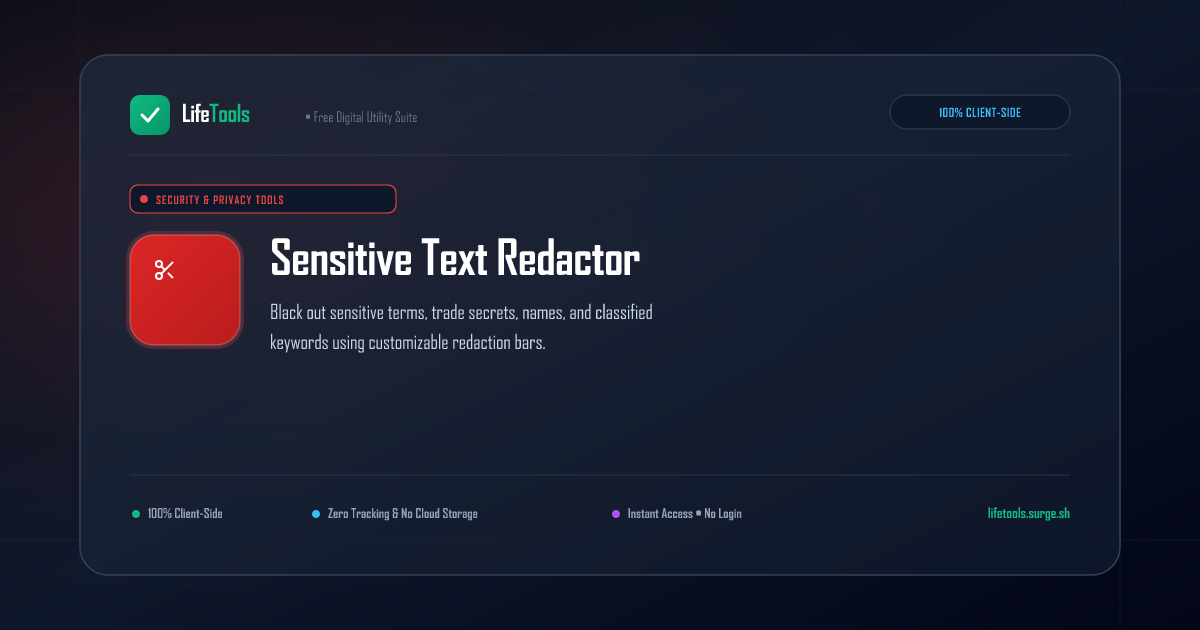 LifeTools
▪ Free Digital Utility Suite
100% CLIENT-SIDE
SECURITY & PRIVACY TOOLS
Sensitive Text Redactor
Black out sensitive terms, trade secrets, names, and classified
keywords using customizable redaction bars.
100% Client-Side
Zero Tracking & No Cloud Storage
Instant Access ▪ No Login
lifetools.surge.sh